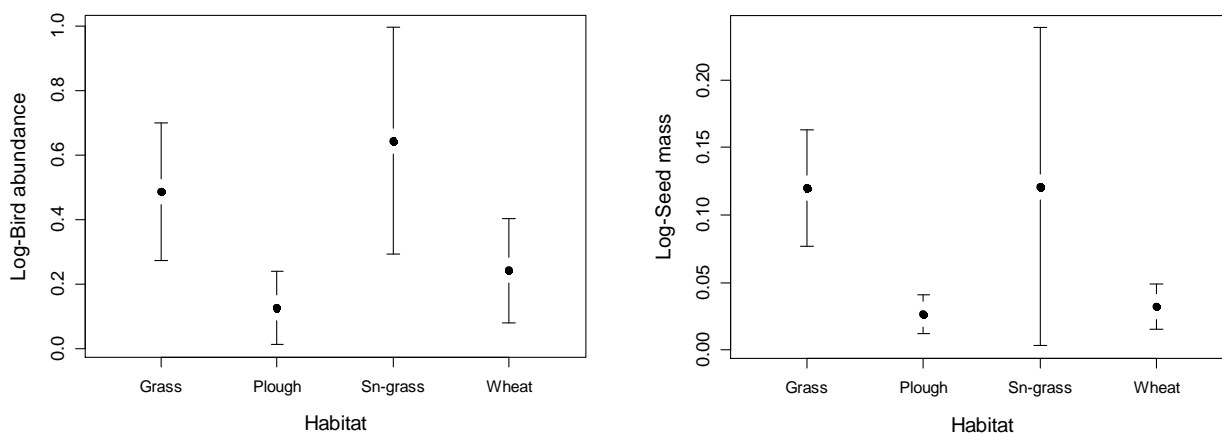 Log-Bird abundance
1.0
0.8
0.6
0.4
0.2
0.0
Grass Plough Sn-grass Wheat
Habitat
Log-Seed mass
0.20
0.15
0.10
0.05
0.00
Grass Plough Sn-grass Wheat
Habitat